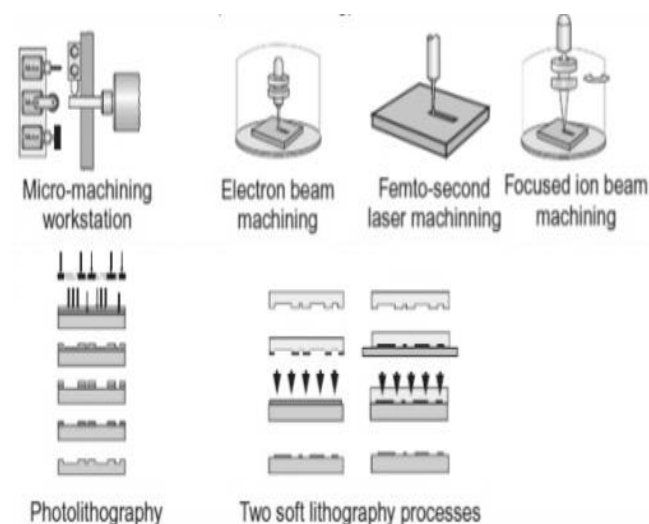 Micro-machining
workstation
Electron beam
machining
Femto-second
laser machinning
Focused ion beam
machining
Photolithography
Two soft lithography processes